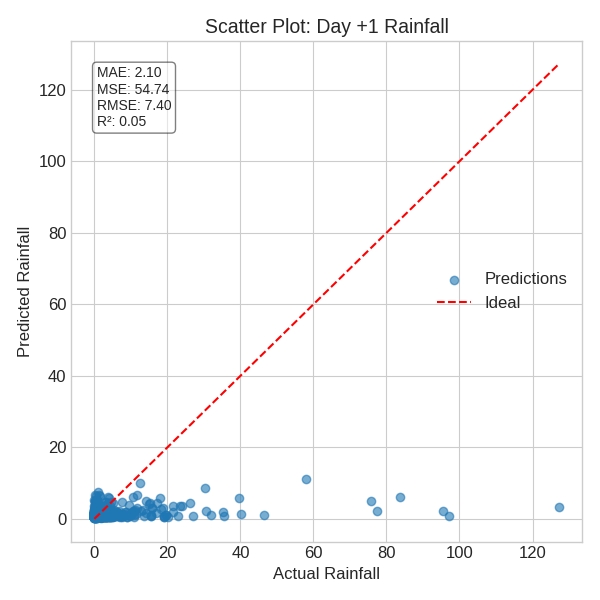 Scatter Plot: Day +1 Rainfall
MAE: 2.10
MSE: 54.74
RMSE: 7.40
R²: 0.05
120
100
80
60
40
20
0
Predicted Rainfall
Predictions
Ideal
0 20 40 60 80 100 120
Actual Rainfall